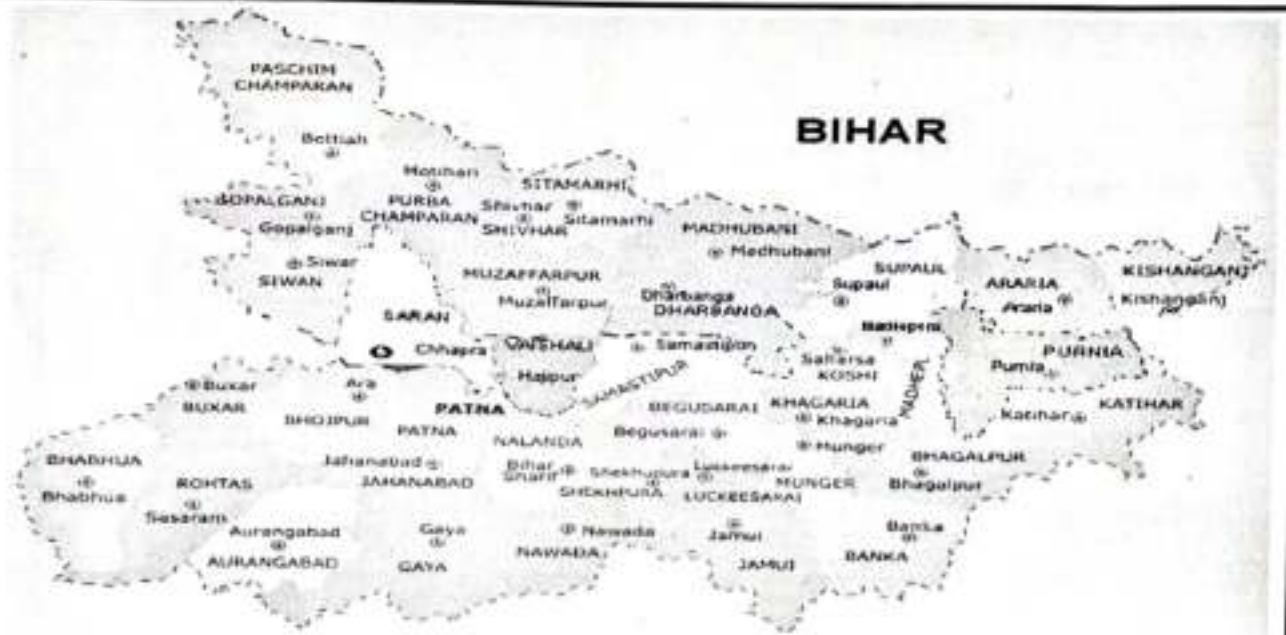 BIHAR
PASCHIM
CHAMPARAN
Bettiah
Motihari
SITAMARHI
GOPALGANJ
PURBA
CHAMPARAN
Shivhar
SHIVHAR
Sitamarhi
Gopalganj
MADHUBANI
Madhubani
Siwan
SIWAN
MUZAFFARPUR
Muzaffarpur
SUPAUL
Supaul
ARARIA
Araria
KISHANGANJ
Kishanganj
Dharbanga
DHARBANGA
SARAN
Chhapra
VAISHALI
Hajipur
SAMASTIPUR
Saharsa
KOSHI
PURNIA
Purnia
Buxar
BUXAR
Ara
BHOJPUR
PATNA
PATNA
BEGUSARAI
Begusarai
KHAGARIA
Khagaria
KATIHAR
Katihar
NALANDA
Munger
MUNGER
BHABHUA
Bhabhua
ROHTAS
Sasaram
Jahanabad
JAHANABAD
Bihar
Sharif
Shekhupura
SHEKHPURA
Luckeesarai
LUCKEESARAI
BHAGALPUR
Bhagalpur
Aurangabad
AURANGABAD
Gaya
GAYA
Nawada
NAWADA
Jamui
JAMUI
Banka
BANKA